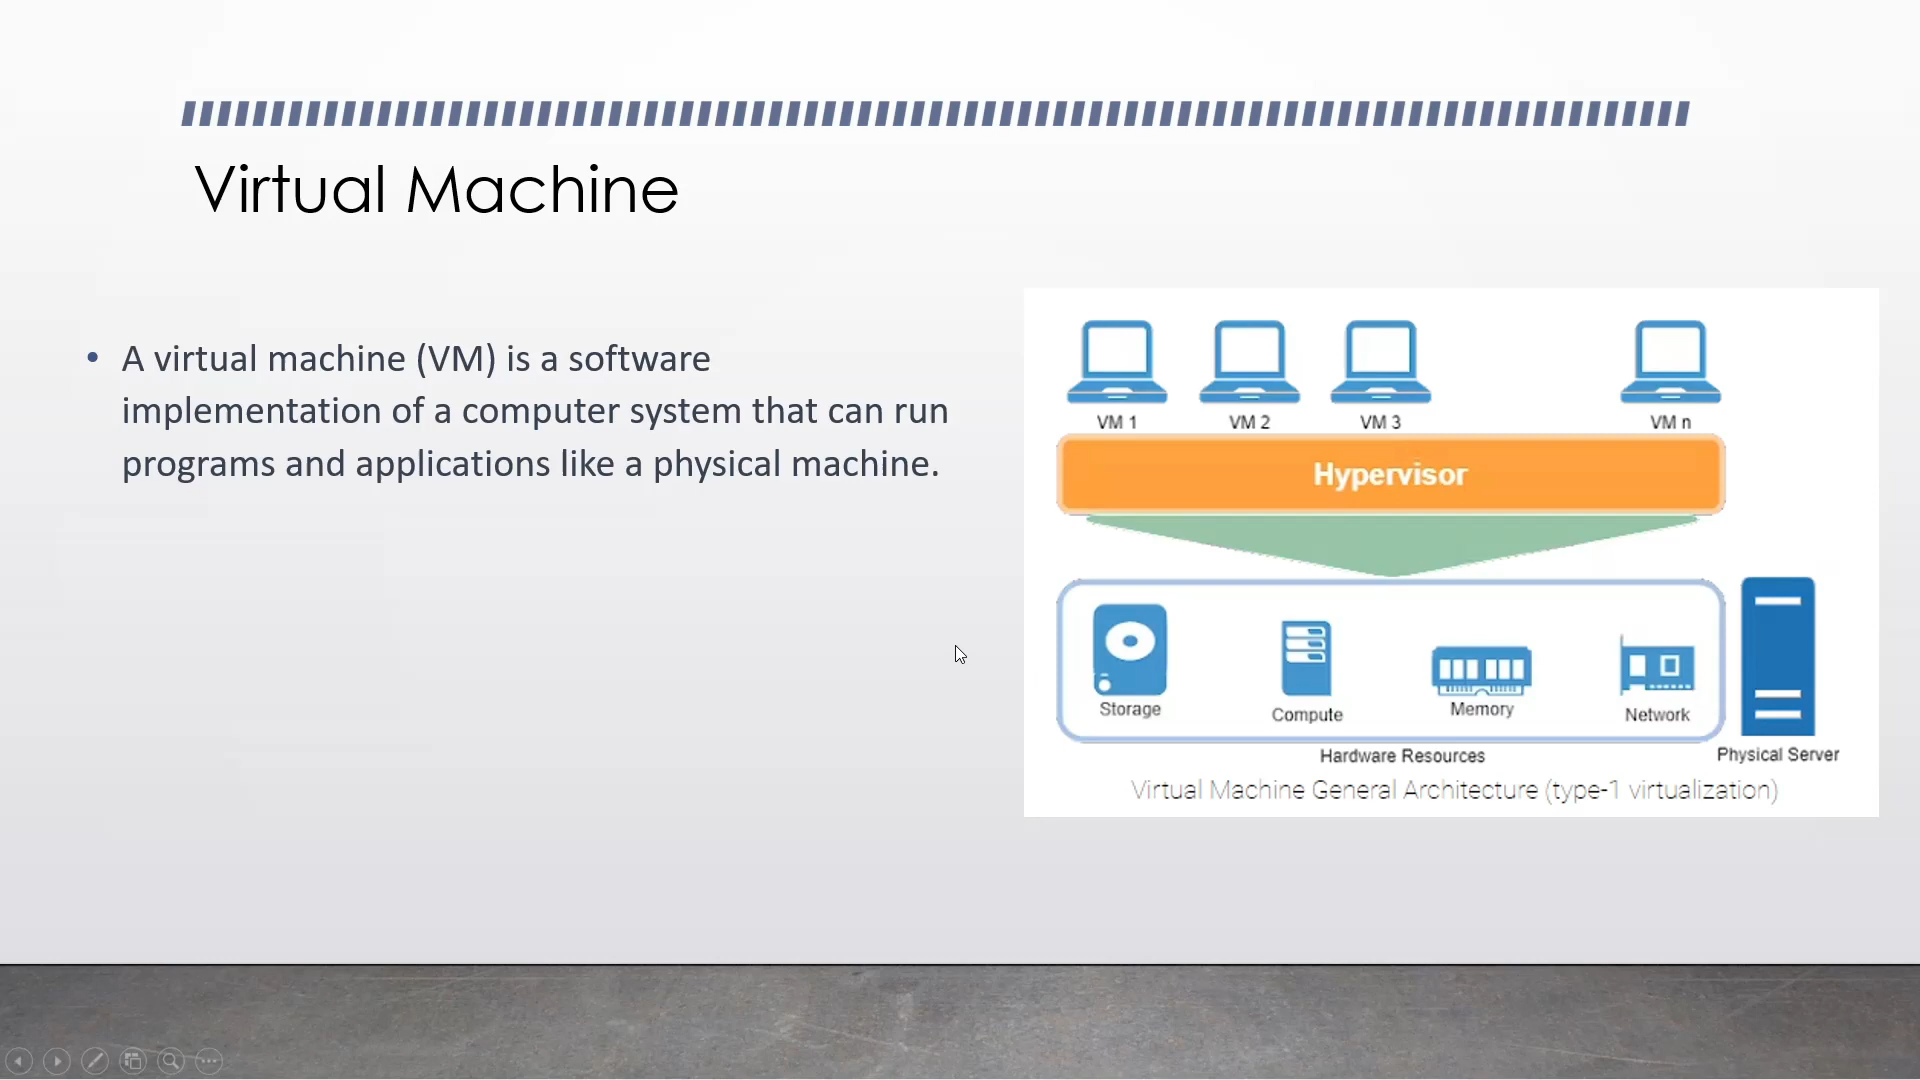 Virtual Machine
• A virtual machine (VM) is a software
implementation of a computer system that can run
programs and applications like a physical machine.
VM 1 VM 2 VM 3 VM n
Hypervisor
Storage Compute Memory Network
Hardware Resources Physical Server
Virtual Machine General Architecture (type-1 virtualization)